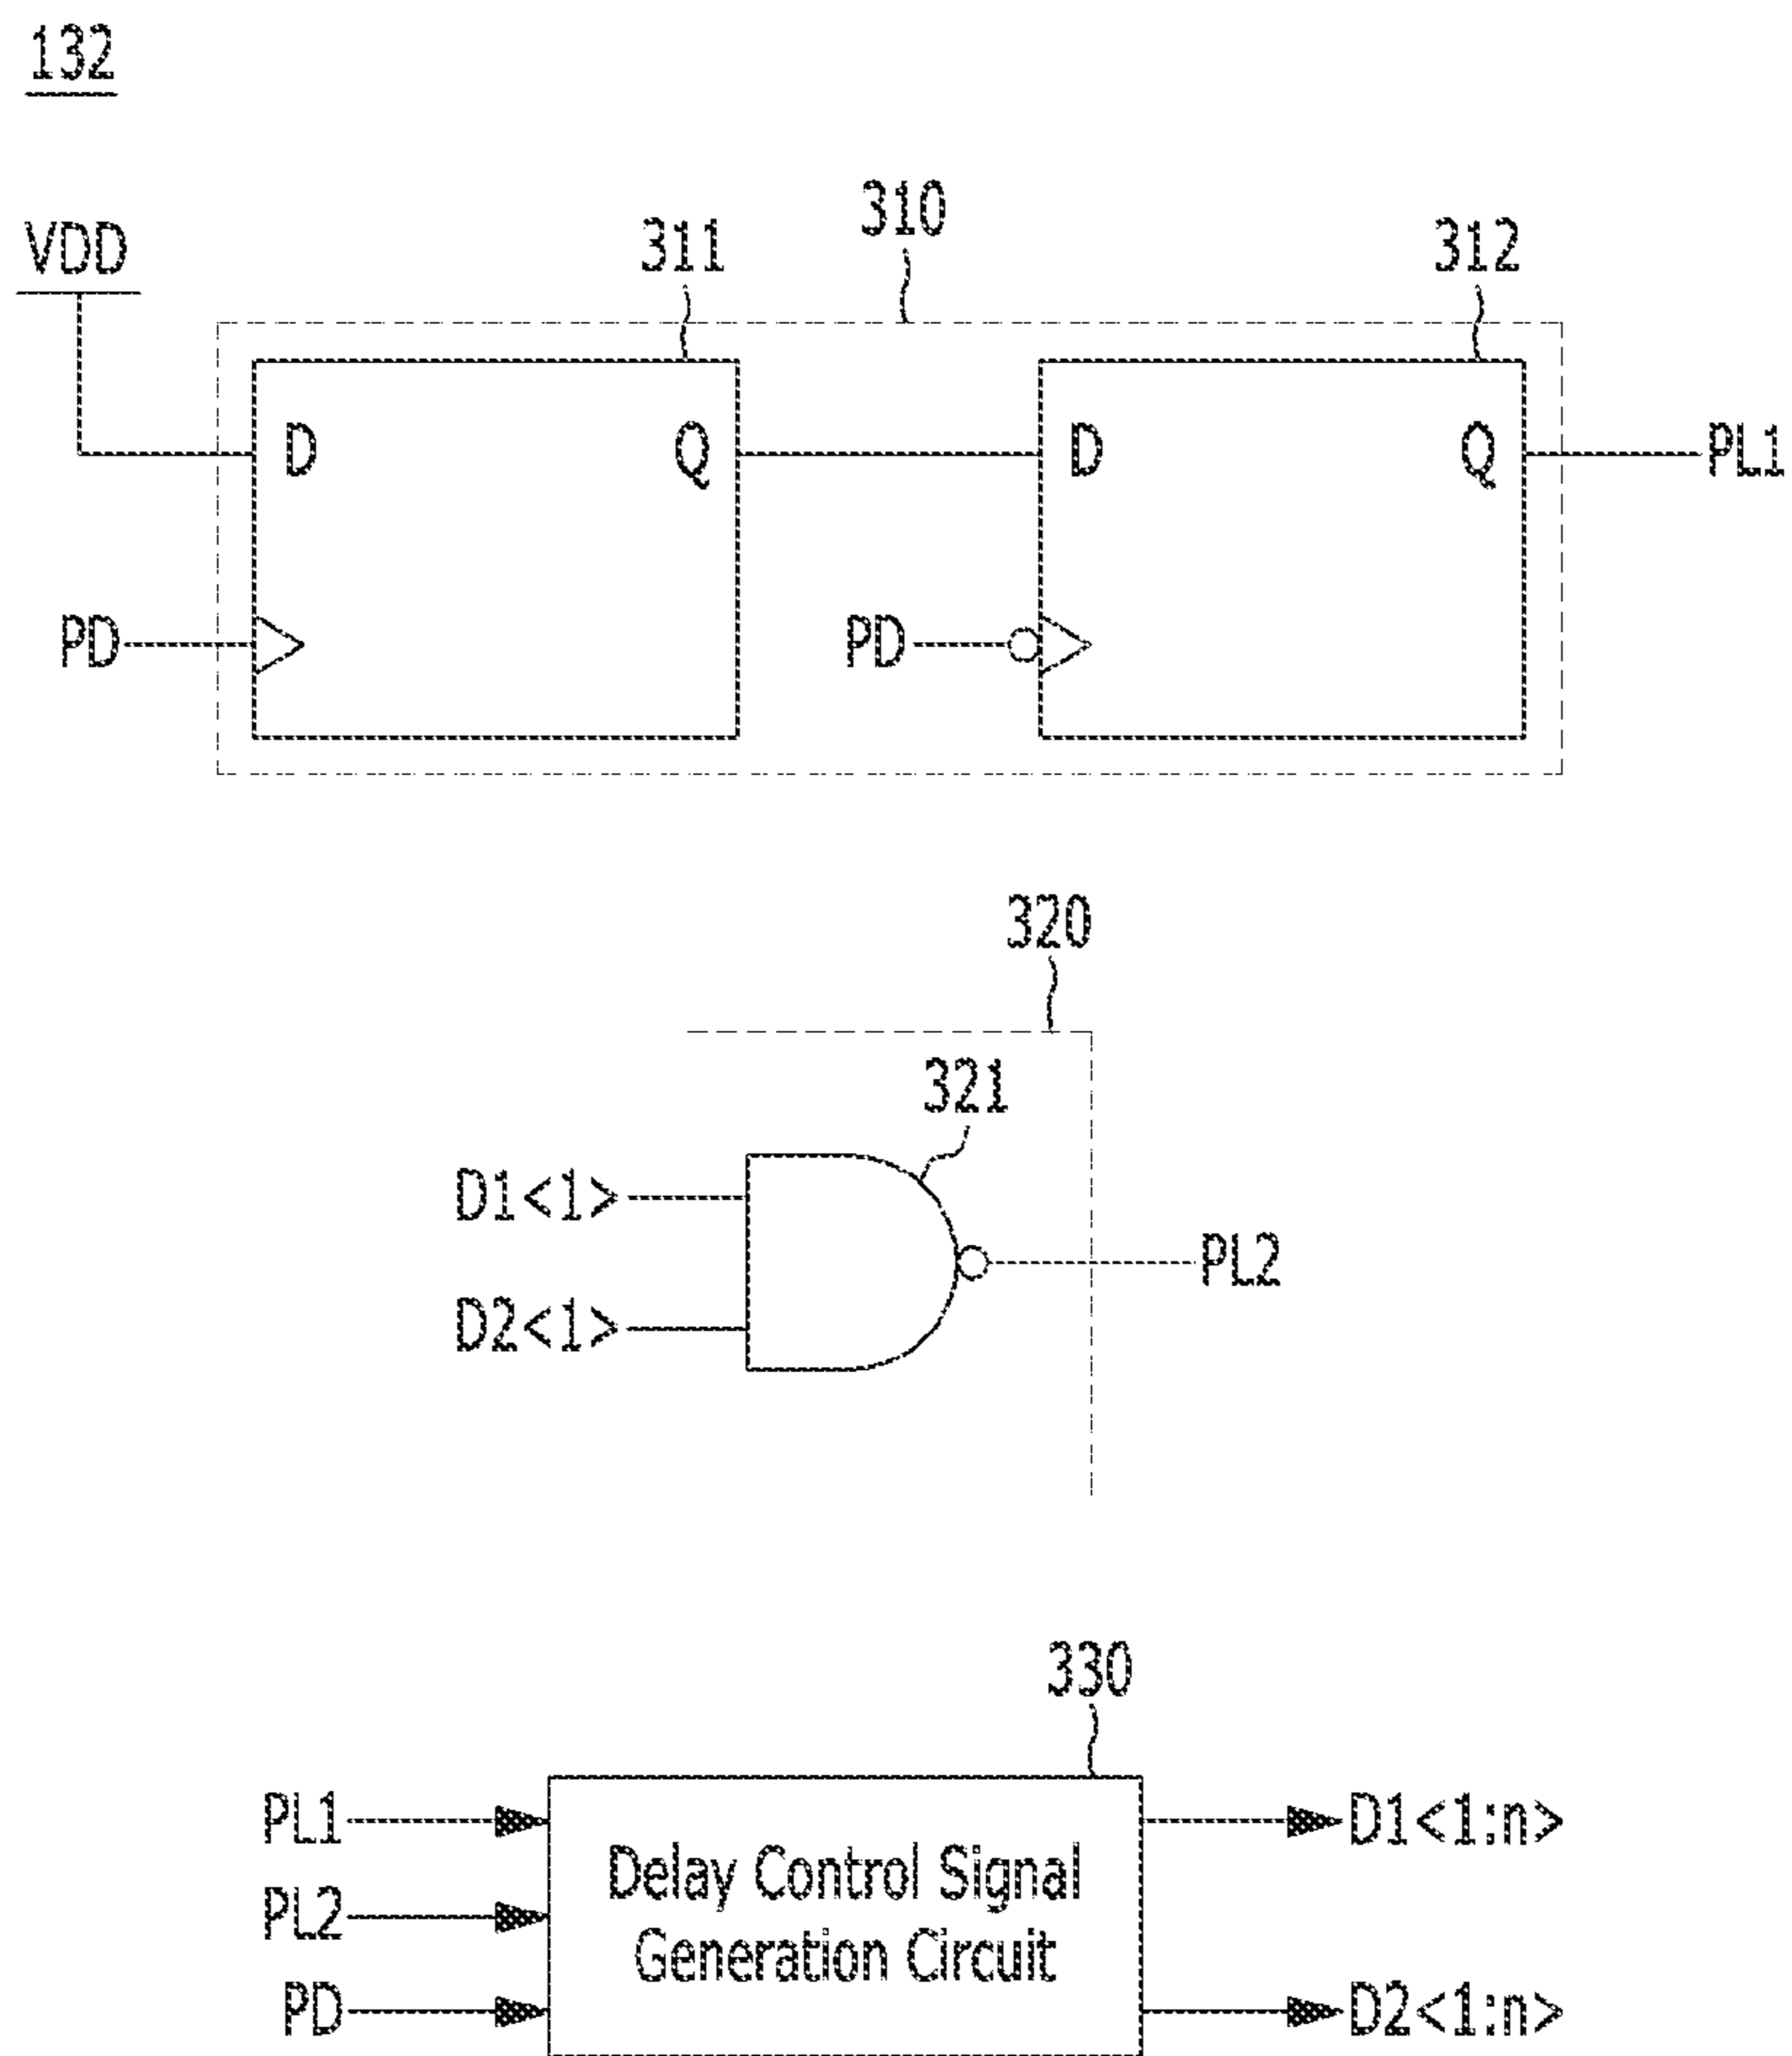 132
VDD
311
310
312
D
Q
D
Q
PL1
PD
PD
320
321
D1<1>
D2<1>
PL2
330
PL1
PL2
PD
Delay Control Signal
Generation Circuit
D1<1:n>
D2<1:n>